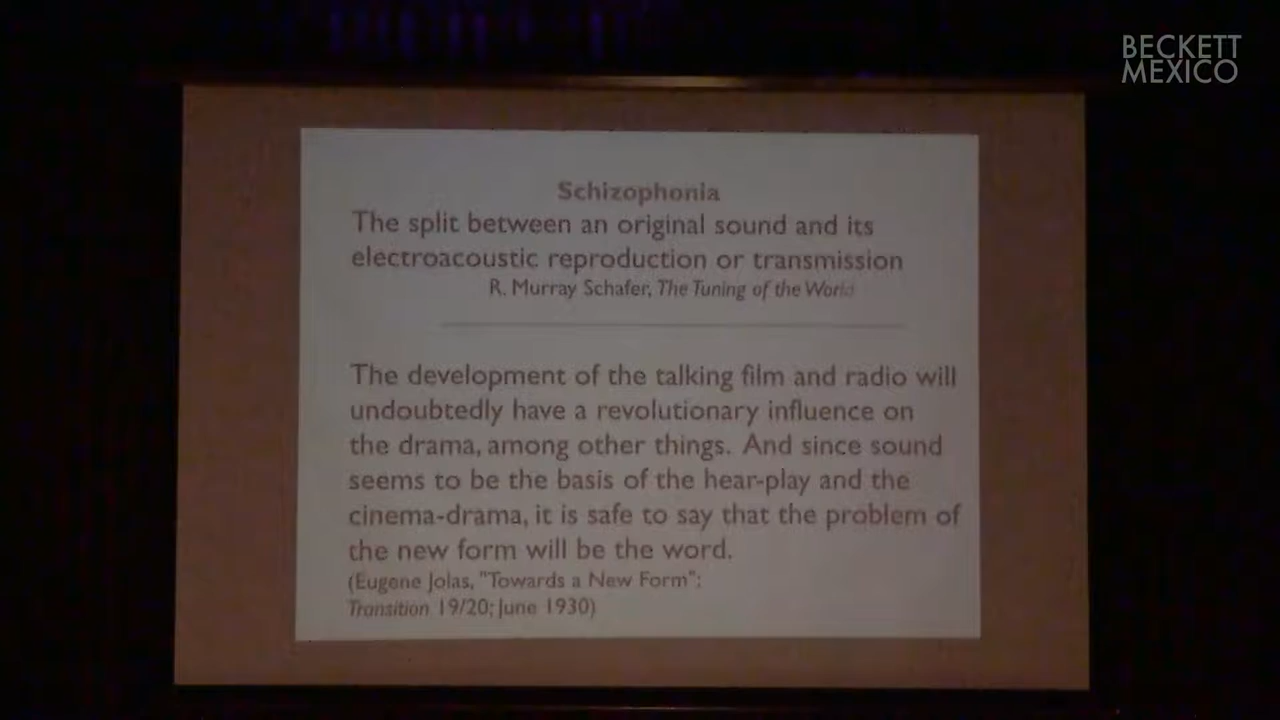 BECKETT
MEXICO
Schizophonia
The split between an original sound and its
electroacoustic reproduction or transmission
R. Murray Schafer, The Tuning of the World
The development of the talking film and radio will
undoubtedly have a revolutionary influence on
the drama, among other things. And since sound
seems to be the basis of the hear-play and the
cinema-drama, it is safe to say that the problem of
the new form will be the word.
(Eugene Jolas, "Towards a New Form":
Transition 19/20; June 1930)